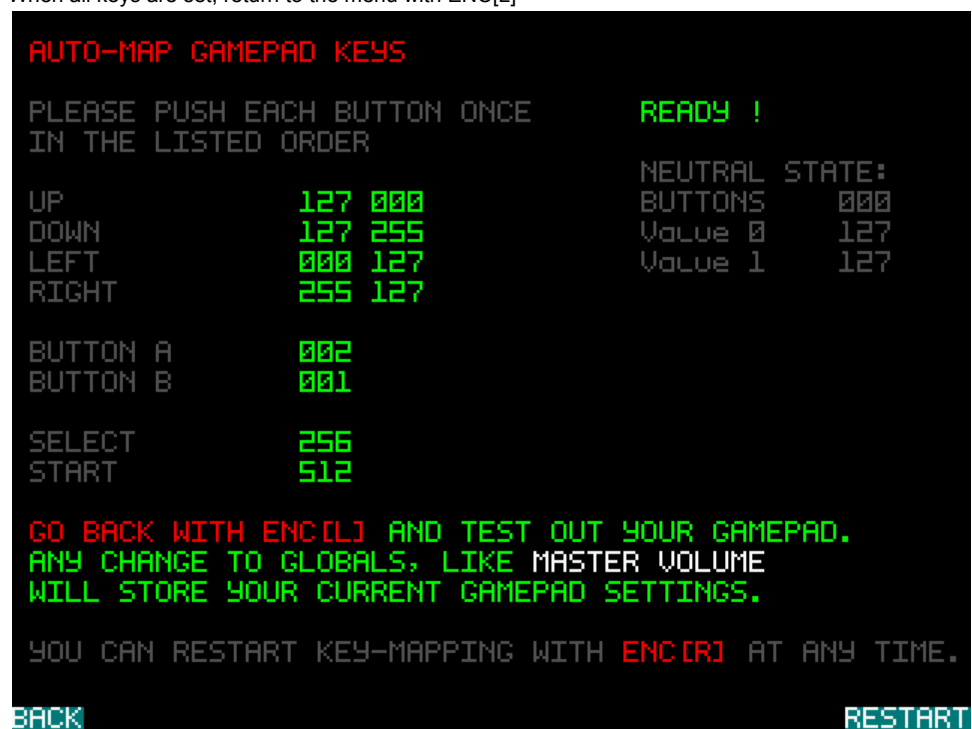 When all keys are set, return to the menu with ENC[L]
AUTO-MAP GAMEPAD KEYS
PLEASE PUSH EACH BUTTON ONCE READY !
IN THE LISTED ORDER
NEUTRAL STATE:
UP 127 000 BUTTONS 000
DOWN 127 255 Value 0 127
LEFT 000 127 Value 1 127
RIGHT 255 127
BUTTON A 002
BUTTON B 001
SELECT 256
START 512
GO BACK WITH ENC[L] AND TEST OUT YOUR GAMEPAD.
ANY CHANGE TO GLOBALS, LIKE MASTER VOLUME
WILL STORE YOUR CURRENT GAMEPAD SETTINGS.
YOU CAN RESTART KEY-MAPPING WITH ENC[R] AT ANY TIME.
BACK RESTART